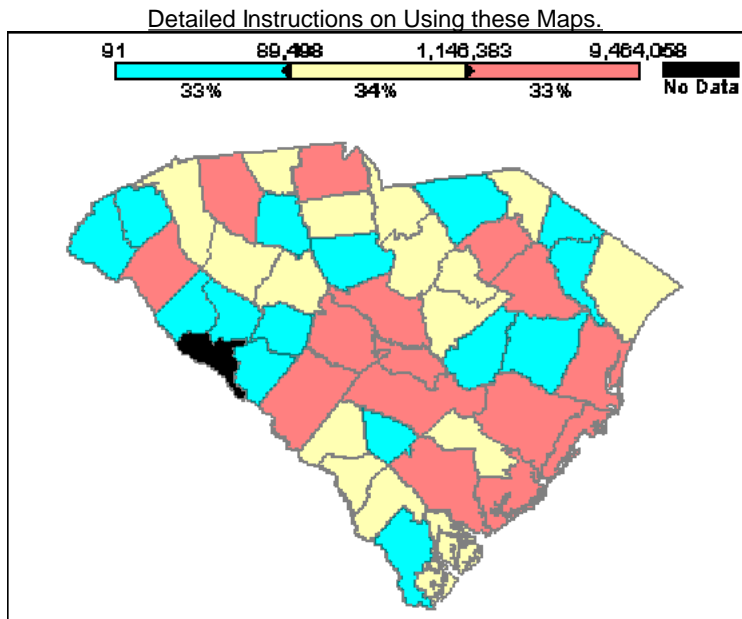 Detailed Instructions on Using these Maps.
91 89,498 1,146,383 9,464,058
33% 34% 33% No Data